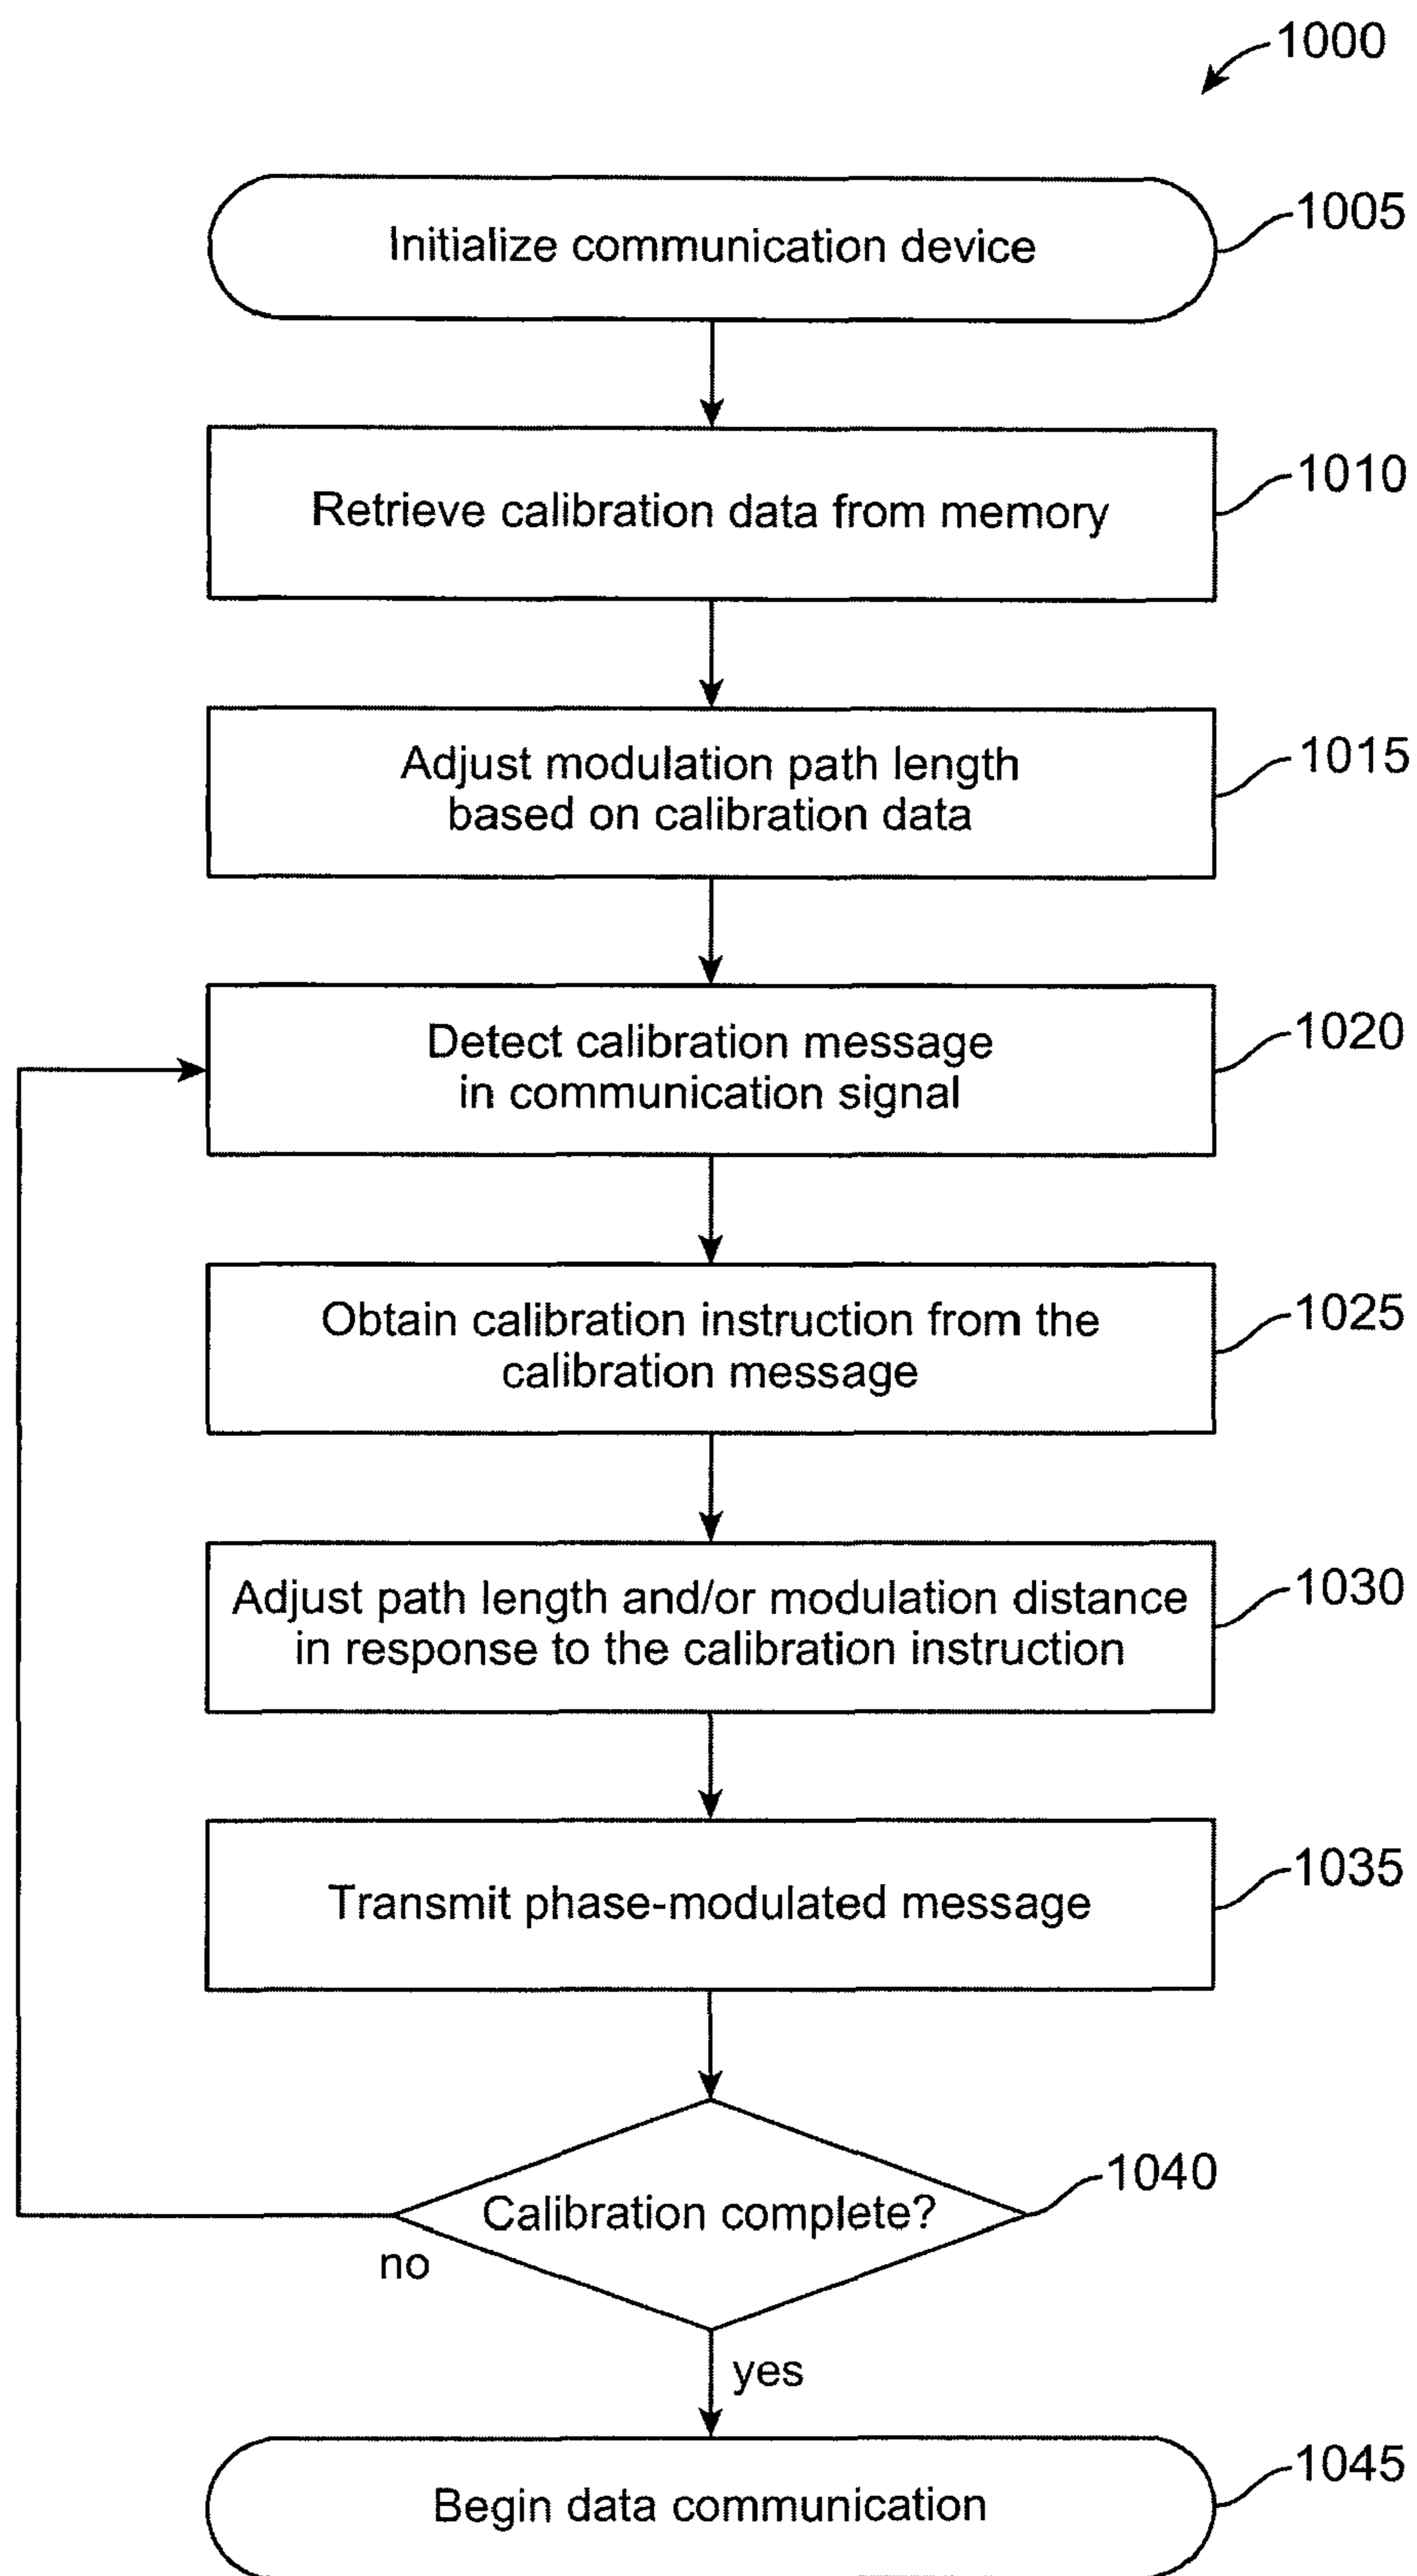 1000
Initialize communication device
1005
Retrieve calibration data from memory
1010
Adjust modulation path length
based on calibration data
1015
Detect calibration message
in communication signal
1020
Obtain calibration instruction from the
calibration message
1025
Adjust path length and/or modulation distance
in response to the calibration instruction
1030
Transmit phase-modulated message
1035
Calibration complete?
1040
no
yes
Begin data communication
1045